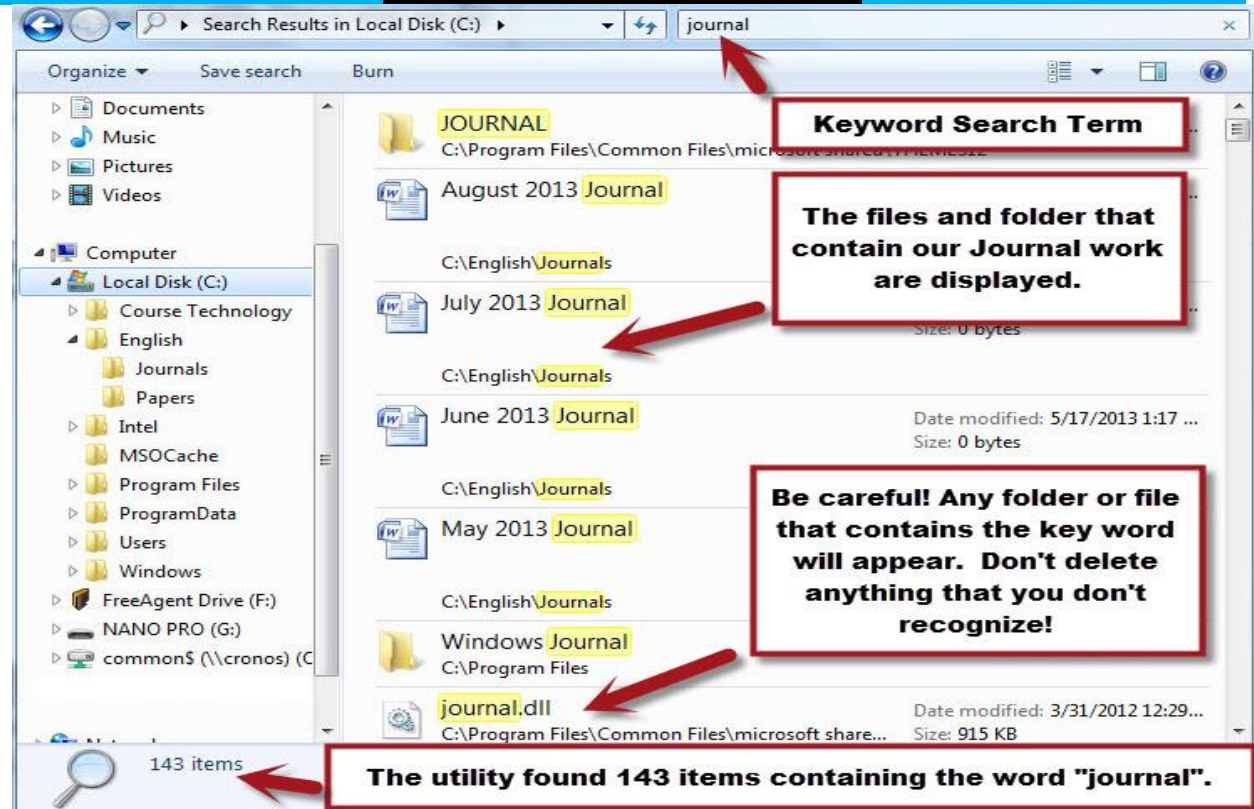 Search Results in Local Disk (C:)
journal
Organize
Save search
Burn
Documents
Music
Pictures
Videos
Computer
Local Disk (C:)
Course Technology
English
Journals
Papers
Intel
MSOCache
Program Files
ProgramData
Users
Windows
FreeAgent Drive (F:)
NANO PRO (G:)
common$ (\\cronos) (C
143 items
JOURNAL
C:\Program Files\Common Files\microsoft shared\THEMES12
August 2013 Journal
C:\English\Journals
July 2013 Journal
Size: 0 bytes
C:\English\Journals
June 2013 Journal
Date modified: 5/17/2013 1:17 ...
Size: 0 bytes
C:\English\Journals
May 2013 Journal
C:\English\Journals
Windows Journal
C:\Program Files
journal.dll
Date modified: 3/31/2012 12:29...
C:\Program Files\Common Files\microsoft share...
Size: 915 KB
Keyword Search Term
The files and folder that
contain our Journal work
are displayed.
Be careful! Any folder or file
that contains the key word
will appear. Don't delete
anything that you don't
recognize!
The utility found 143 items containing the word "journal".